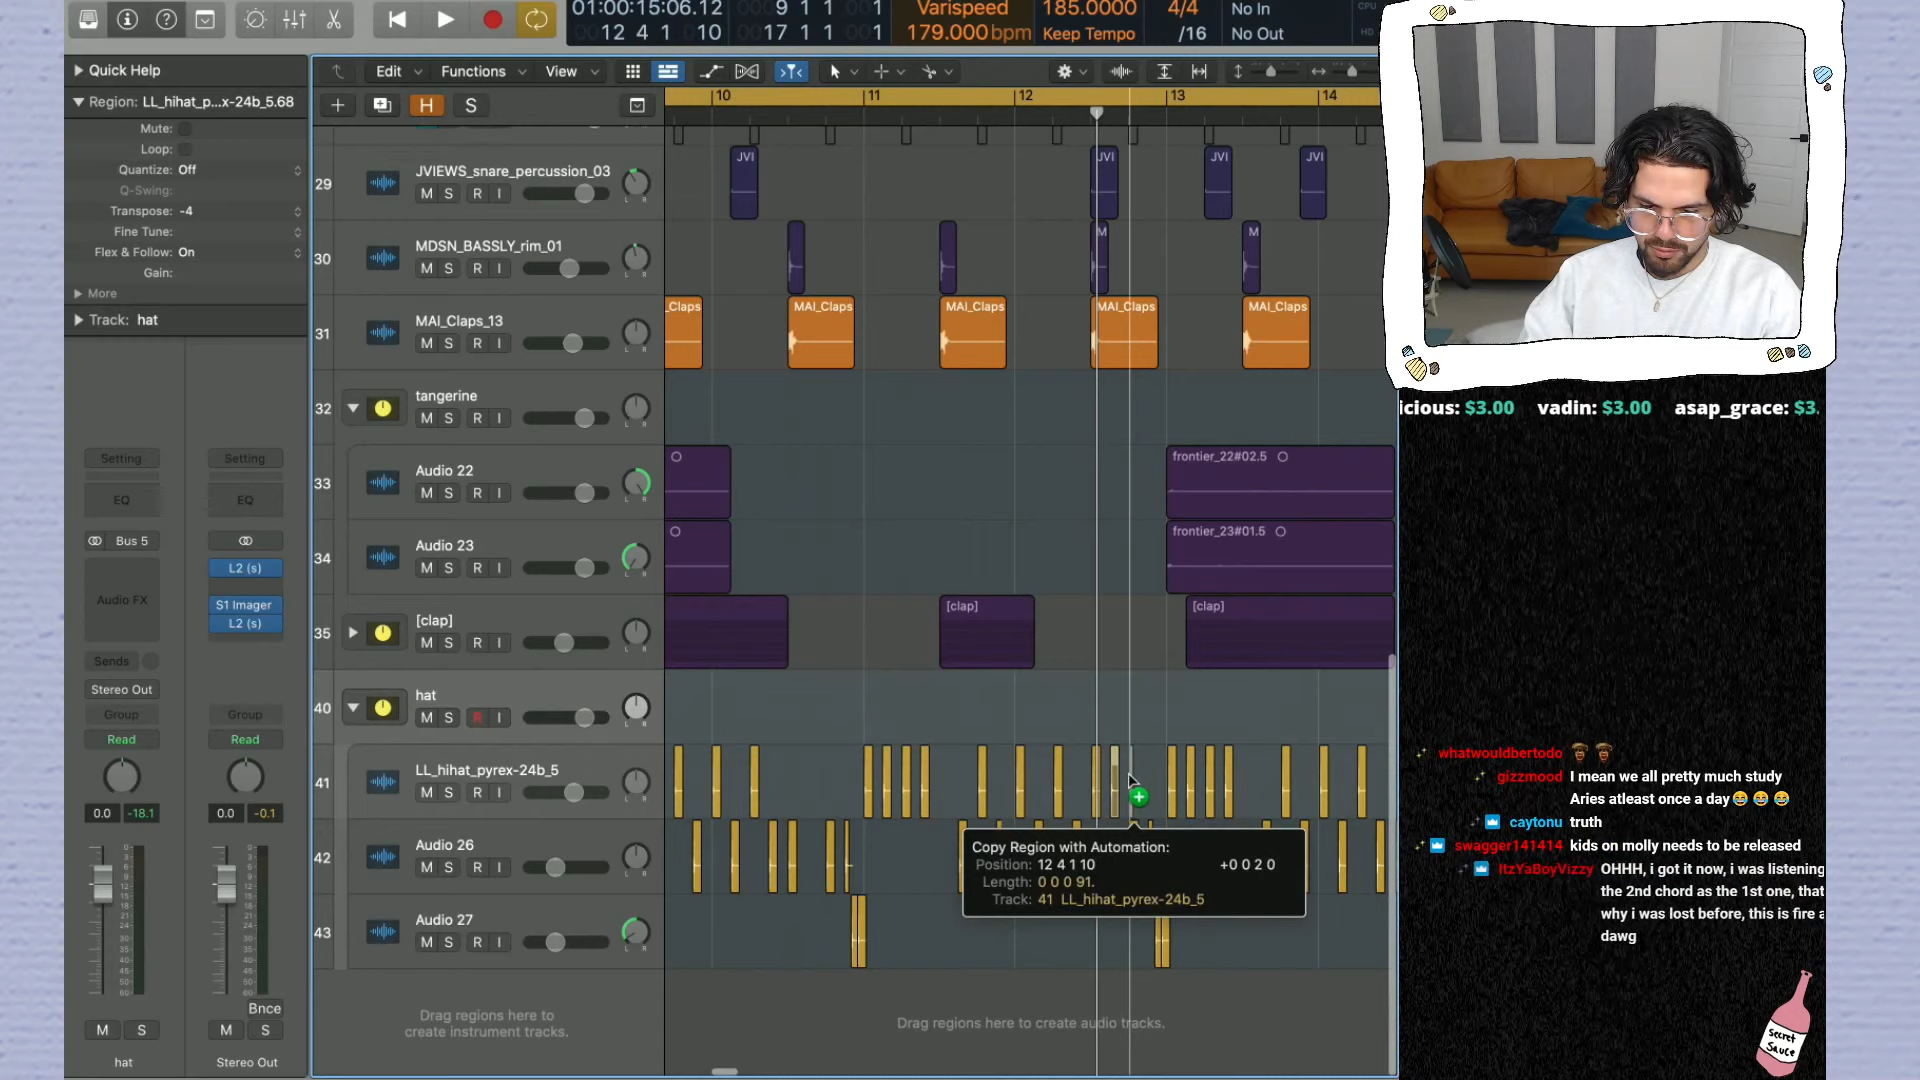 01:00:15:06.12
12 4 1 010
9 1 1 001
17 1 1 1
Varispeed
179.000 bpm
185.0000
Keep Tempo
4/4
/16
No In
No Out
CPU
HD
Quick Help
Region: LL_hihat_p...x-24b_5.68
Mute:
Loop:
Quantize: Off
Q-Swing:
Transpose: -4
Fine Tune:
Flex & Follow: On
Gain:
More
Track: hat
Edit
Functions
View
H
S
10
11
12
13
14
29
JVIEWS_snare_percussion_03
M S R I
JVI
JVI
JVI
JVI
30
MDSN_BASSLY_rim_01
M S R I
M
M
31
MAI_Claps_13
M S R I
_Claps
MAI_Claps
MAI_Claps
MAI_Claps
MAI_Claps
32
tangerine
M S R I
33
Audio 22
M S R I
frontier_22#02.5
34
Audio 23
M S R I
frontier_23#01.5
35
[clap]
M S R I
[clap]
[clap]
40
hat
M S R I
41
LL_hihat_pyrex-24b_5
M S R I
42
Audio 26
M S R I
43
Audio 27
M S R I
Copy Region with Automation:
Position: 12 4 1 10 +0 0 2 0
Length: 0 0 0 91.
Track: 41 LL_hihat_pyrex-24b_5
Drag regions here to
create instrument tracks.
Drag regions here to create audio tracks.
Setting
Setting
EQ
EQ
Bus 5
L2 (s)
Audio FX
S1 Imager
L2 (s)
Sends
Stereo Out
Group
Group
Read
Read
0.0 -18.1
0.0 -0.1
Bnce
M S
M S
hat
Stereo Out
icious: $3.00 vadin: $3.00 asap_grace: $3.
whatwouldbertodo
gizzmood I mean we all pretty much study
Aries atleast once a day😂 😂 😂
caytonu truth
swagger141414 kids on molly needs to be released
ItzYaBoyVizzy OHHH, i got it now, i was listening
the 2nd chord as the 1st one, that
why i was lost before, this is fire a
dawg
Secret
Sauce